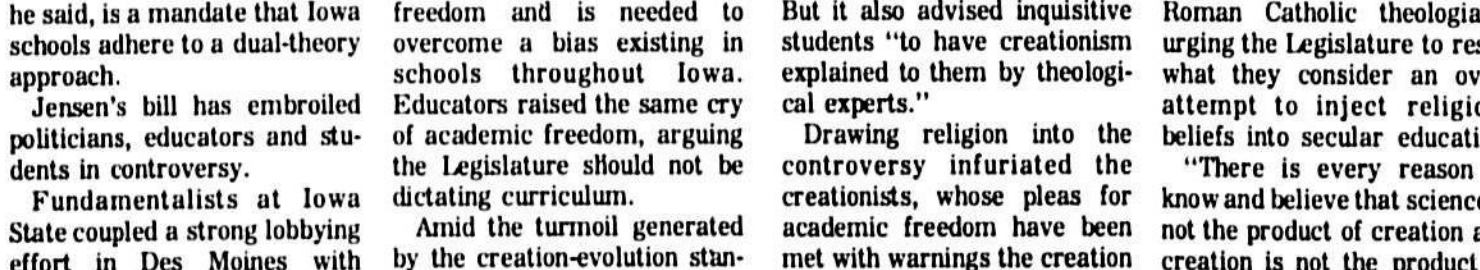 he said, is a mandate that Iowa
schools adhere to a dual-theory
approach.
Jensen's bill has embroiled
politicians, educators and stu-
dents in controversy.
Fundamentalists at Iowa
State coupled a strong lobbying
effort in Des Moines with
freedom and is needed to
overcome a bias existing in
schools throughout Iowa.
Educators raised the same cry
of academic freedom, arguing
the Legislature should not be
dictating curriculum.
Amid the turmoil generated
by the creation-evolution stan-
But it also advised inquisitive
students "to have creationism
explained to them by theologi-
cal experts."
Drawing religion into the
controversy infuriated the
creationists, whose pleas for
academic freedom have been
met with warnings the creation
Roman Catholic theologia
urging the Legislature to res
what they consider an ov
attempt to inject religio
beliefs into secular educati
"There is every reason
know and believe that science
not the product of creation a
creation is not the product